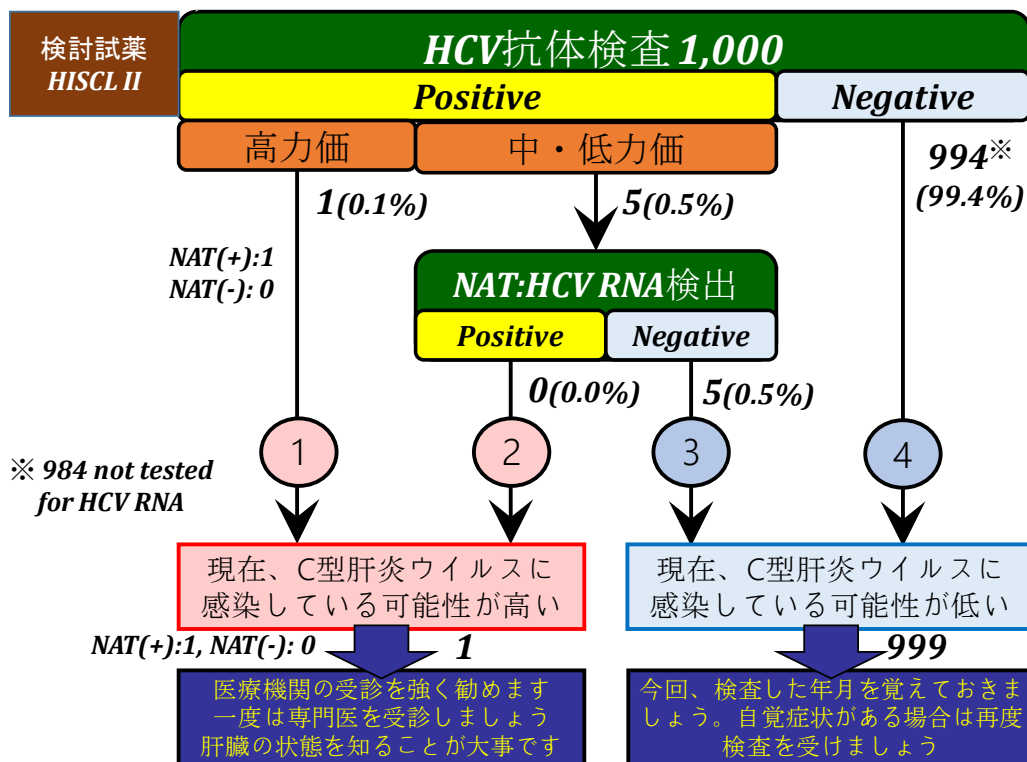 検討試薬
HISCL II
HCV抗体検査 1,000
Positive
Negative
高力価
中・低力価
994※
(99.4%)
1(0.1%)
5(0.5%)
NAT(+):1
NAT(-): 0
NAT:HCV RNA検出
Positive
Negative
0(0.0%)
5(0.5%)
1
2
3
4
※ 984 not tested
for HCV RNA
現在、C型肝炎ウイルスに
感染している可能性が高い
現在、C型肝炎ウイルスに
感染している可能性が低い
NAT(+):1, NAT(-): 0
1
999
医療機関の受診を強く勧めます
一度は専門医を受診しましょう
肝臓の状態を知ることが大事です
今回、検査した年月を覚えておきま
しょう。自覚症状がある場合は再度
検査を受けましょう